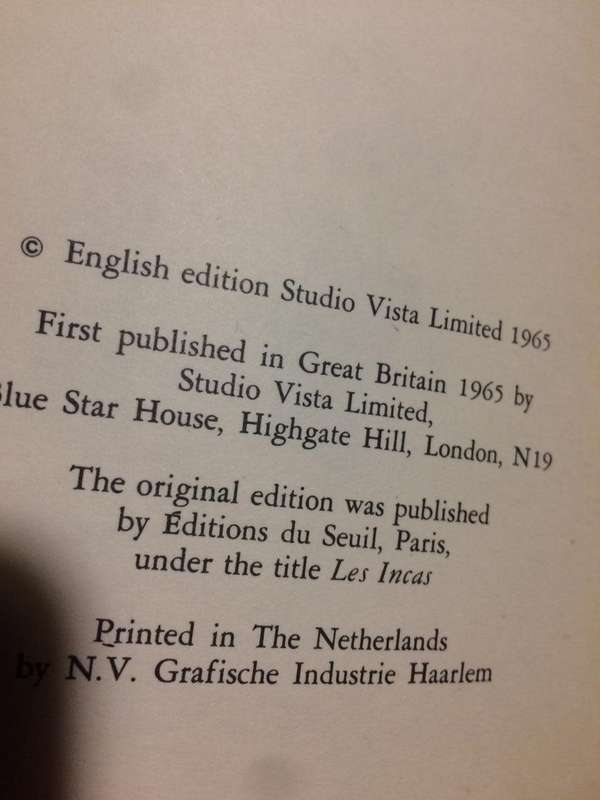 © English edition Studio Vista Limited 1965
First published in Great Britain 1965 by
Studio Vista Limited,
Blue Star House, Highgate Hill, London, N19
The original edition was published
by Éditions du Seuil, Paris,
under the title Les Incas
Printed in The Netherlands
by N.V. Grafische Industrie Haarlem